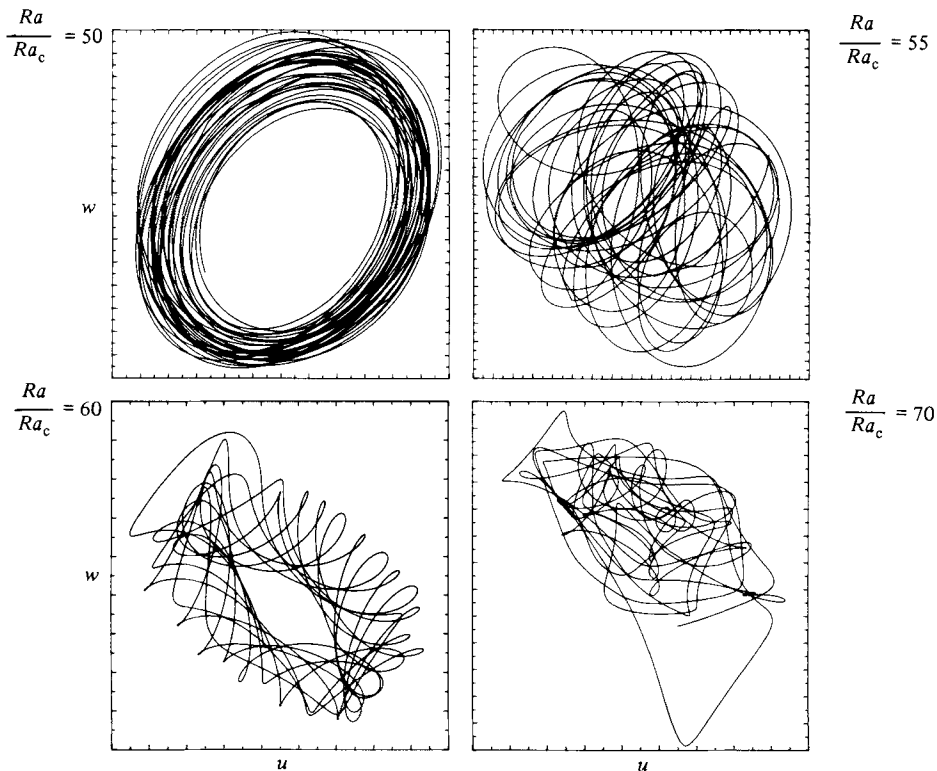 Ra/Ra_c = 50
Ra/Ra_c = 55
w
Ra/Ra_c = 60
Ra/Ra_c = 70
w
u
u